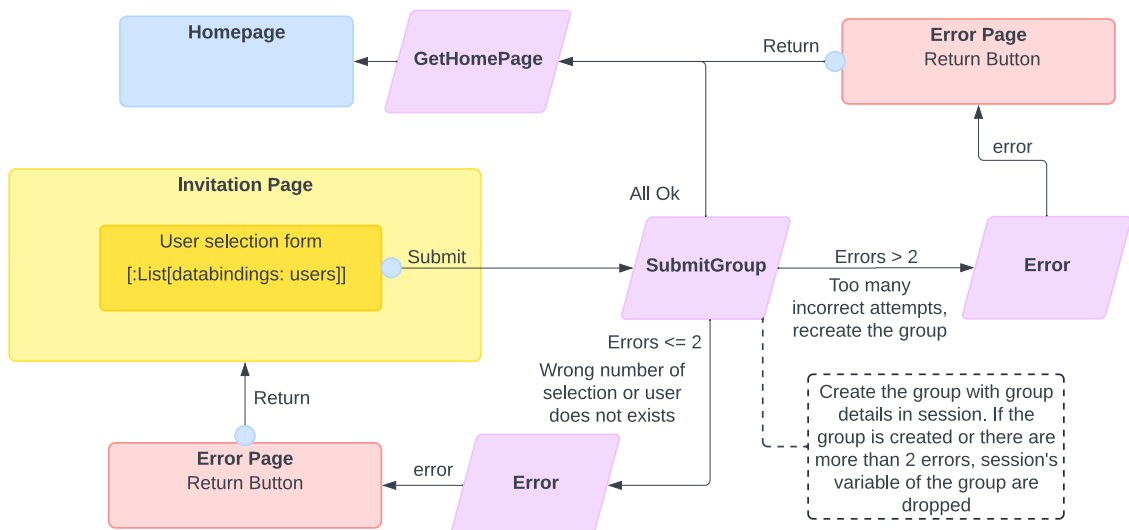 Homepage
GetHomePage
Return
Error Page
Return Button
error
Invitation Page
User selection form
[:List[databindings: users]]
Submit
All Ok
SubmitGroup
Errors > 2
Too many
incorrect attempts,
recreate the group
Error
Errors <= 2
Wrong number of
selection or user
does not exists
Create the group with group
details in session. If the
group is created or there are
more than 2 errors, session's
variable of the group are
dropped
Return
Error Page
Return Button
error
Error